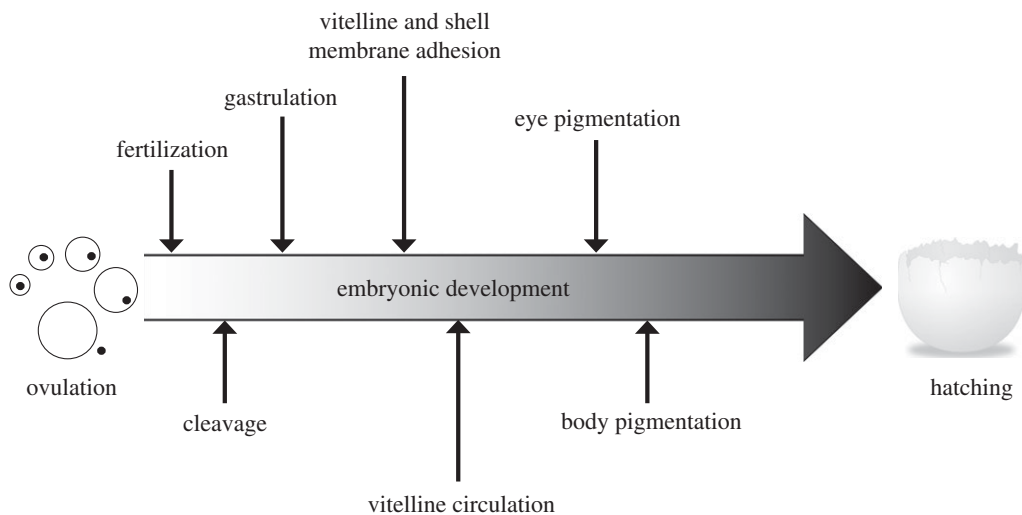 vitelline and shell
membrane adhesion
gastrulation
eye pigmentation
fertilization
embryonic development
ovulation
hatching
cleavage
body pigmentation
vitelline circulation